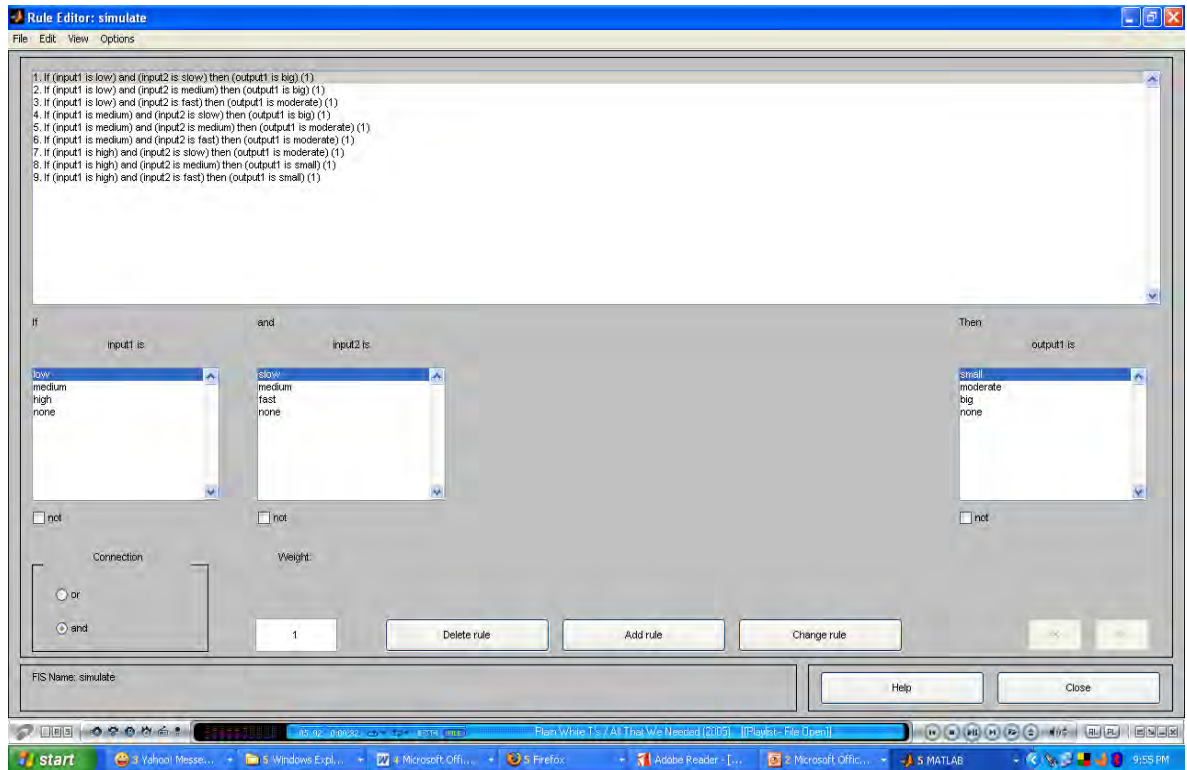 Rule Editor: simulate
File Edit View Options
1. If (input1 is low) and (input2 is slow) then (output1 is big) (1)
2. If (input1 is low) and (input2 is medium) then (output1 is big) (1)
3. If (input1 is low) and (input2 is fast) then (output1 is moderate) (1)
4. If (input1 is medium) and (input2 is slow) then (output1 is big) (1)
5. If (input1 is medium) and (input2 is medium) then (output1 is moderate) (1)
6. If (input1 is medium) and (input2 is fast) then (output1 is moderate) (1)
7. If (input1 is high) and (input2 is slow) then (output1 is moderate) (1)
8. If (input1 is high) and (input2 is medium) then (output1 is small) (1)
9. If (input1 is high) and (input2 is fast) then (output1 is small) (1)
If and Then
input1 is input2 is output1 is
low slow small
medium medium moderate
high fast big
none none none
not not not
Connection Weight:
or
and 1 Delete rule Add rule Change rule
FIS Name: simulate Help Close
Plain White T's / All That We Needed (2005) [[Playlist - File Open]]
start 3 Yahoo! Messe... 5 Windows Expl... 4 Microsoft Offi... 5 Firefox Adobe Reader - [... 2 Microsoft Offic... 5 MATLAB 9:55 PM